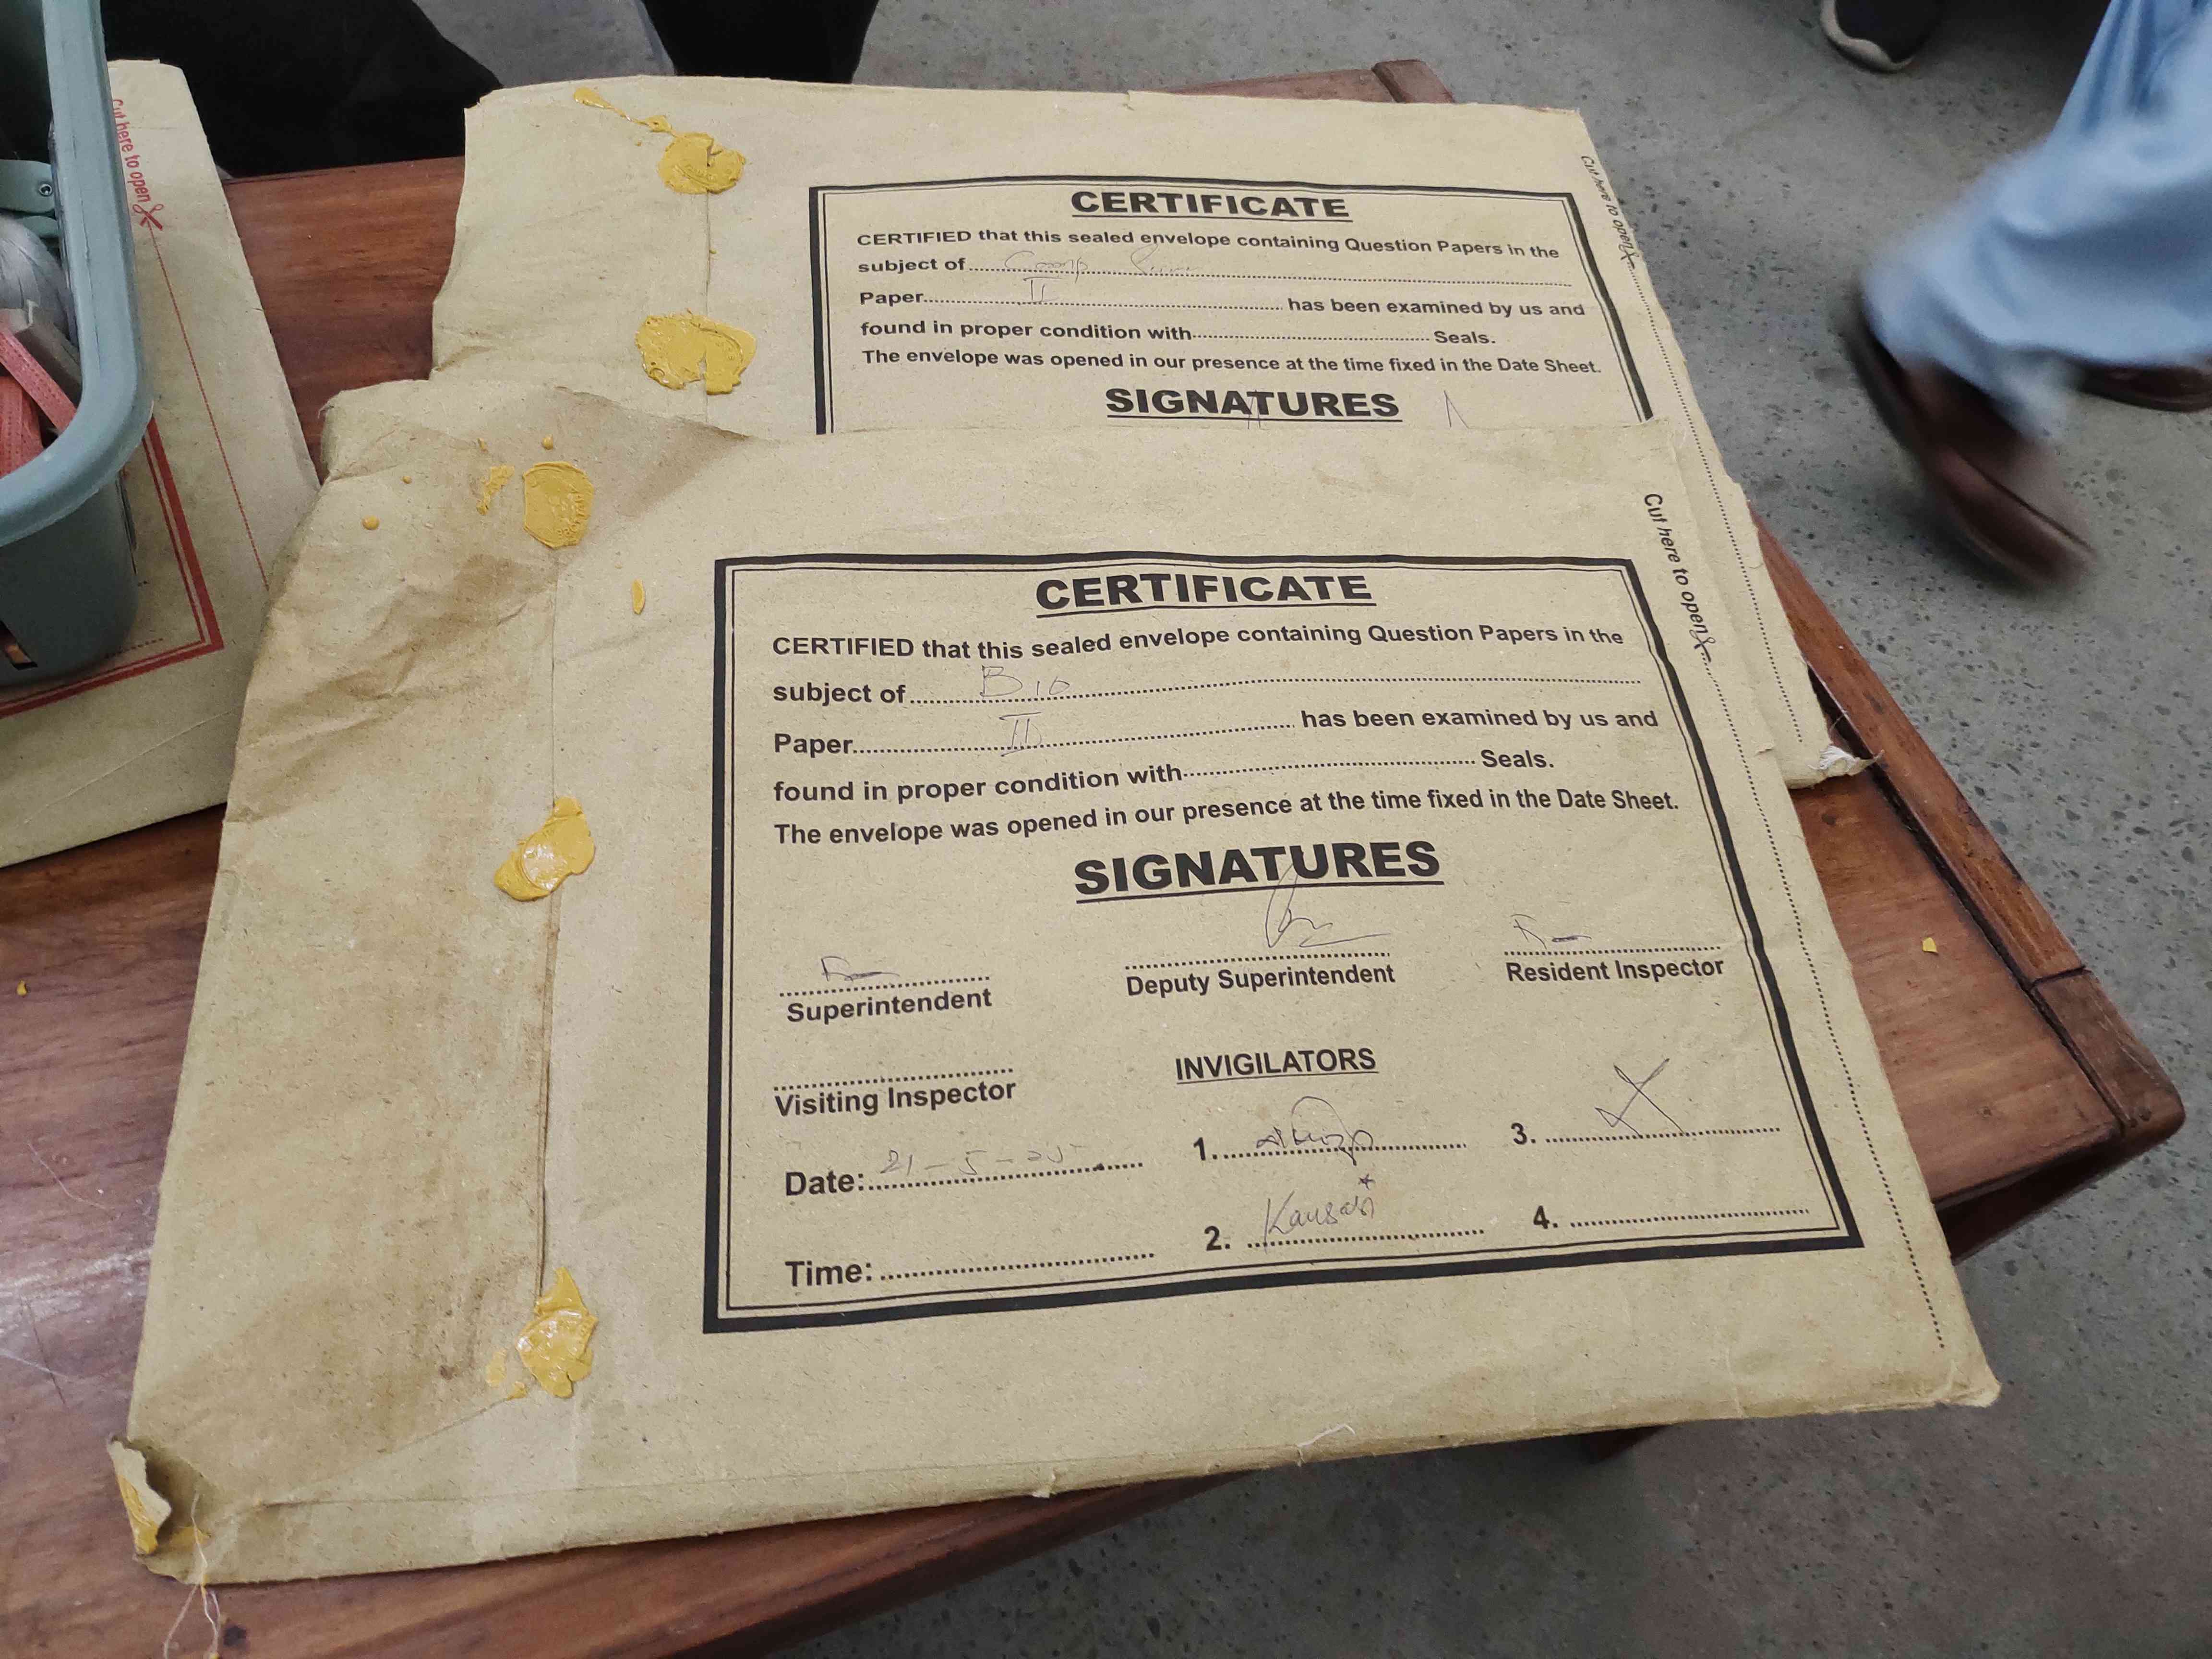 Cut here to open
CERTIFICATE
CERTIFIED that this sealed envelope containing Question Papers in the
subject of Comp
Paper II has been examined by us and
found in proper condition with Seals.
The envelope was opened in our presence at the time fixed in the Date Sheet.
SIGNATURES
Cut here to open
CERTIFICATE
CERTIFIED that this sealed envelope containing Question Papers in the
subject of Bio
Paper II has been examined by us and
found in proper condition with Seals.
The envelope was opened in our presence at the time fixed in the Date Sheet.
SIGNATURES
Superintendent Deputy Superintendent Resident Inspector
Visiting Inspector INVIGILATORS
Date: 21-5-25 1. 3.
Time: 2. Kausar 4.
Cut here to open